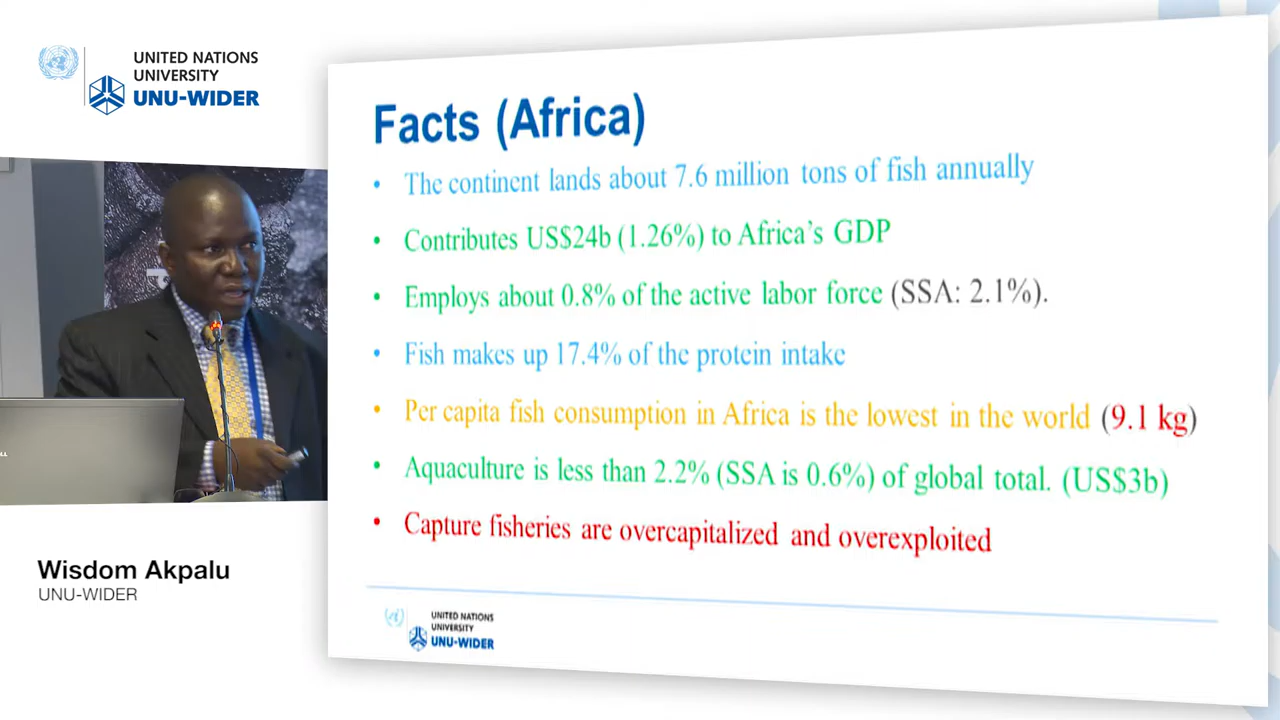 UNITED NATIONS
UNIVERSITY
UNU-WIDER
Facts (Africa)
• The continent lands about 7.6 million tons of fish annually
• Contributes US$24b (1.26%) to Africa's GDP
• Employs about 0.8% of the active labor force (SSA: 2.1%).
• Fish makes up 17.4% of the protein intake
• Per capita fish consumption in Africa is the lowest in the world (9.1 kg)
• Aquaculture is less than 2.2% (SSA is 0.6%) of global total. (US$3b)
• Capture fisheries are overcapitalized and overexploited
Wisdom Akpalu
UNU-WIDER
UNITED NATIONS
UNIVERSITY
UNU-WIDER